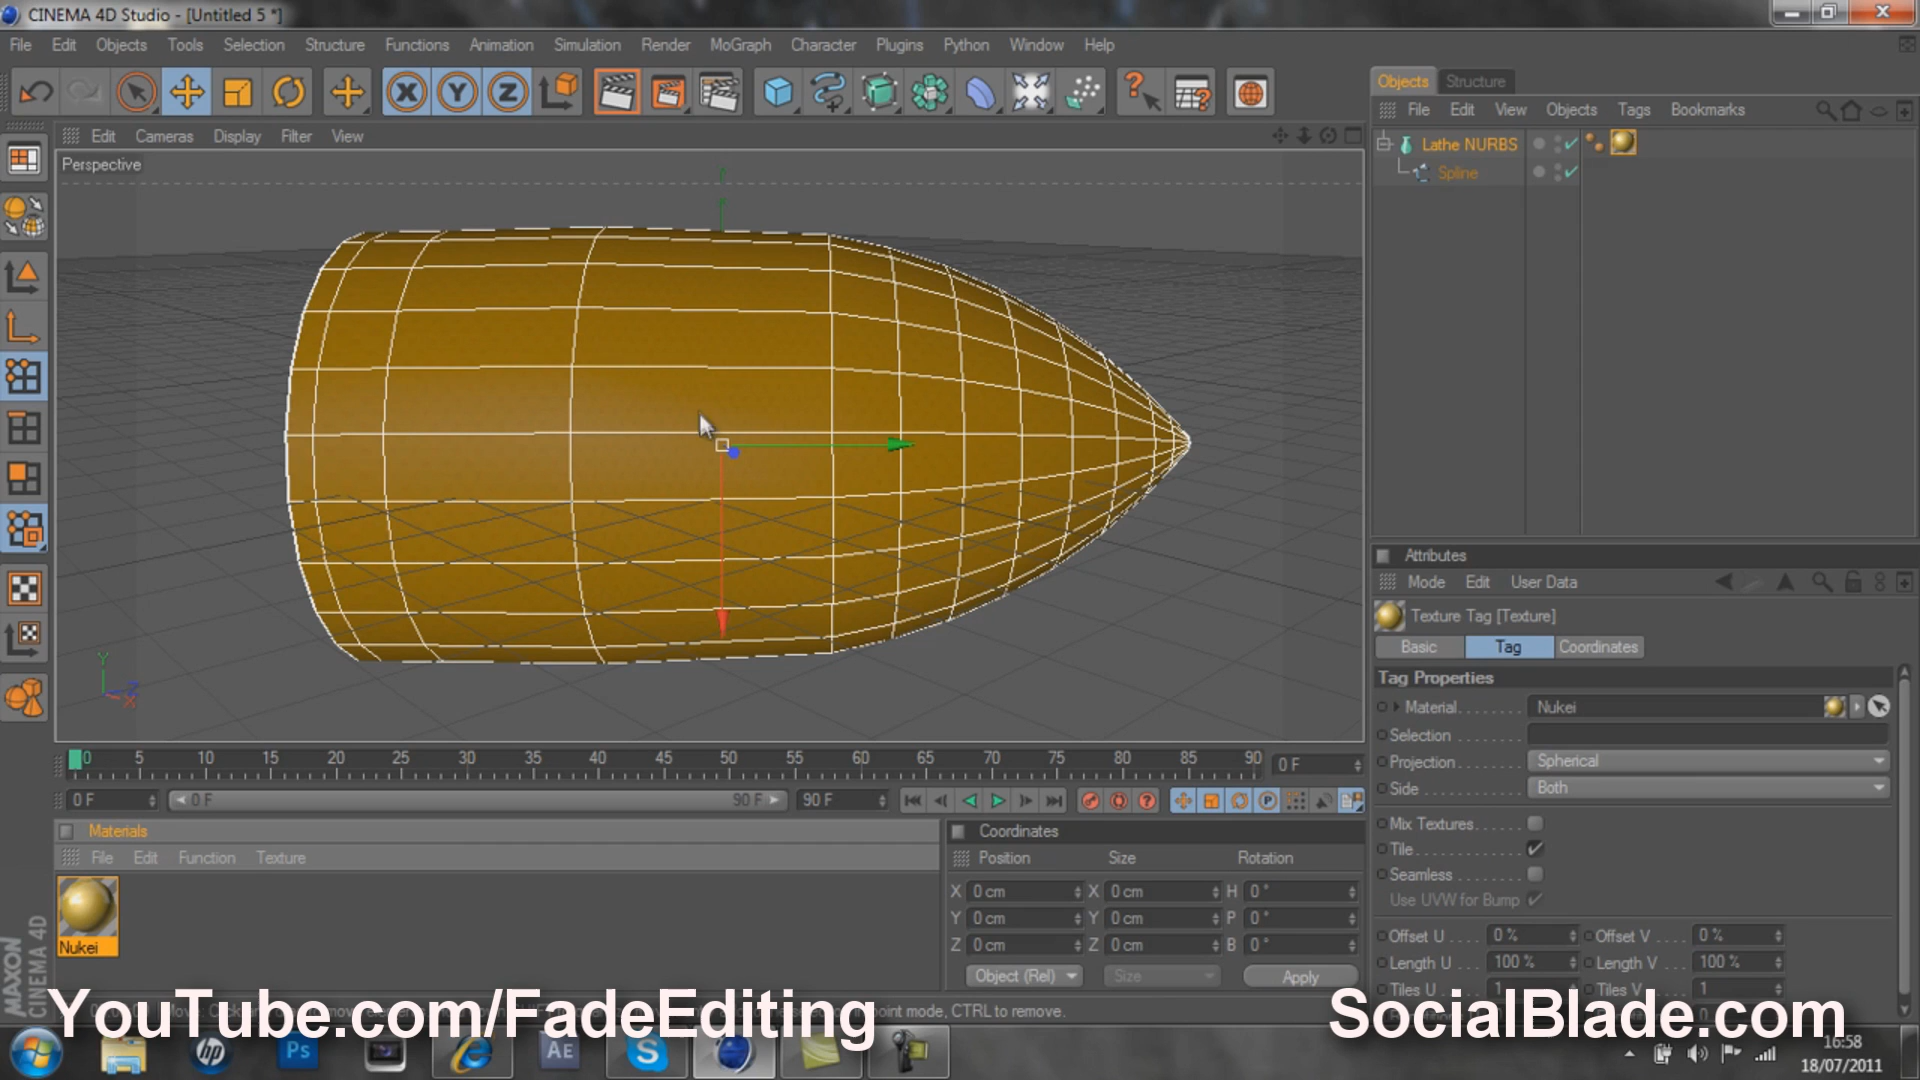 CINEMA 4D Studio - [Untitled 5 *]
File Edit Objects Tools Selection Structure Functions Animation Simulation Render MoGraph Character Plugins Python Window Help
Objects Structure
File Edit View Objects Tags Bookmarks
Lathe NURBS
Spline
Edit Cameras Display Filter View
Perspective
X Y Z
Y Z X
Attributes
Mode Edit User Data
Texture Tag [Texture]
Basic Tag Coordinates
Tag Properties
Material Nukei
Selection
Projection Spherical
Side Both
Mix Textures
Tile
Seamless
Use UVW for Bump
Offset U 0 % Offset V 0 %
Length U 100 % Length V 100 %
Tiles U 1 Tiles V 1
0 5 10 15 20 25 30 35 40 45 50 55 60 65 70 75 80 85 90 0 F
0 F 0 F 90 F 90 F
Materials
File Edit Function Texture
Nukei
Coordinates
Position Size Rotation
X 0 cm X 0 cm H 0 °
Y 0 cm Y 0 cm P 0 °
Z 0 cm Z 0 cm B 0 °
Object (Rel) Size Apply
MAXON CINEMA 4D
point mode, CTRL to remove.
YouTube.com/FadeEditing
SocialBlade.com
hp Ps AE
16:58
18/07/2011